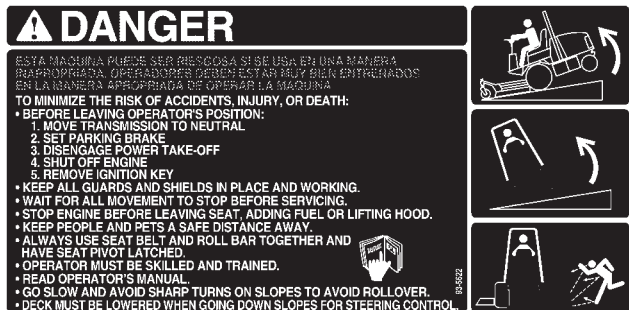 DANGER
ESTA MAQUINA PUEDE SER RIESCOSA SI SE USA EN UNA MANERA
INAPROPRIADA. OPERADORES DEBEN ESTAR MUY BIEN ENTRENADOS
EN LA MANERA APROPRIADA DE OPERAR LA MAQUINA
TO MINIMIZE THE RISK OF ACCIDENTS, INJURY, OR DEATH:
• BEFORE LEAVING OPERATOR'S POSITION:
1. MOVE TRANSMISSION TO NEUTRAL
2. SET PARKING BRAKE
3. DISENGAGE POWER TAKE-OFF
4. SHUT OFF ENGINE
5. REMOVE IGNITION KEY
• KEEP ALL GUARDS AND SHIELDS IN PLACE AND WORKING.
• WAIT FOR ALL MOVEMENT TO STOP BEFORE SERVICING.
• STOP ENGINE BEFORE LEAVING SEAT, ADDING FUEL OR LIFTING HOOD.
• KEEP PEOPLE AND PETS A SAFE DISTANCE AWAY.
• ALWAYS USE SEAT BELT AND ROLL BAR TOGETHER AND
HAVE SEAT PIVOT LATCHED.
• OPERATOR MUST BE SKILLED AND TRAINED.
• READ OPERATOR'S MANUAL.
• GO SLOW AND AVOID SHARP TURNS ON SLOPES TO AVOID ROLLOVER.
• DECK MUST BE LOWERED WHEN GOING DOWN SLOPES FOR STEERING CONTROL.